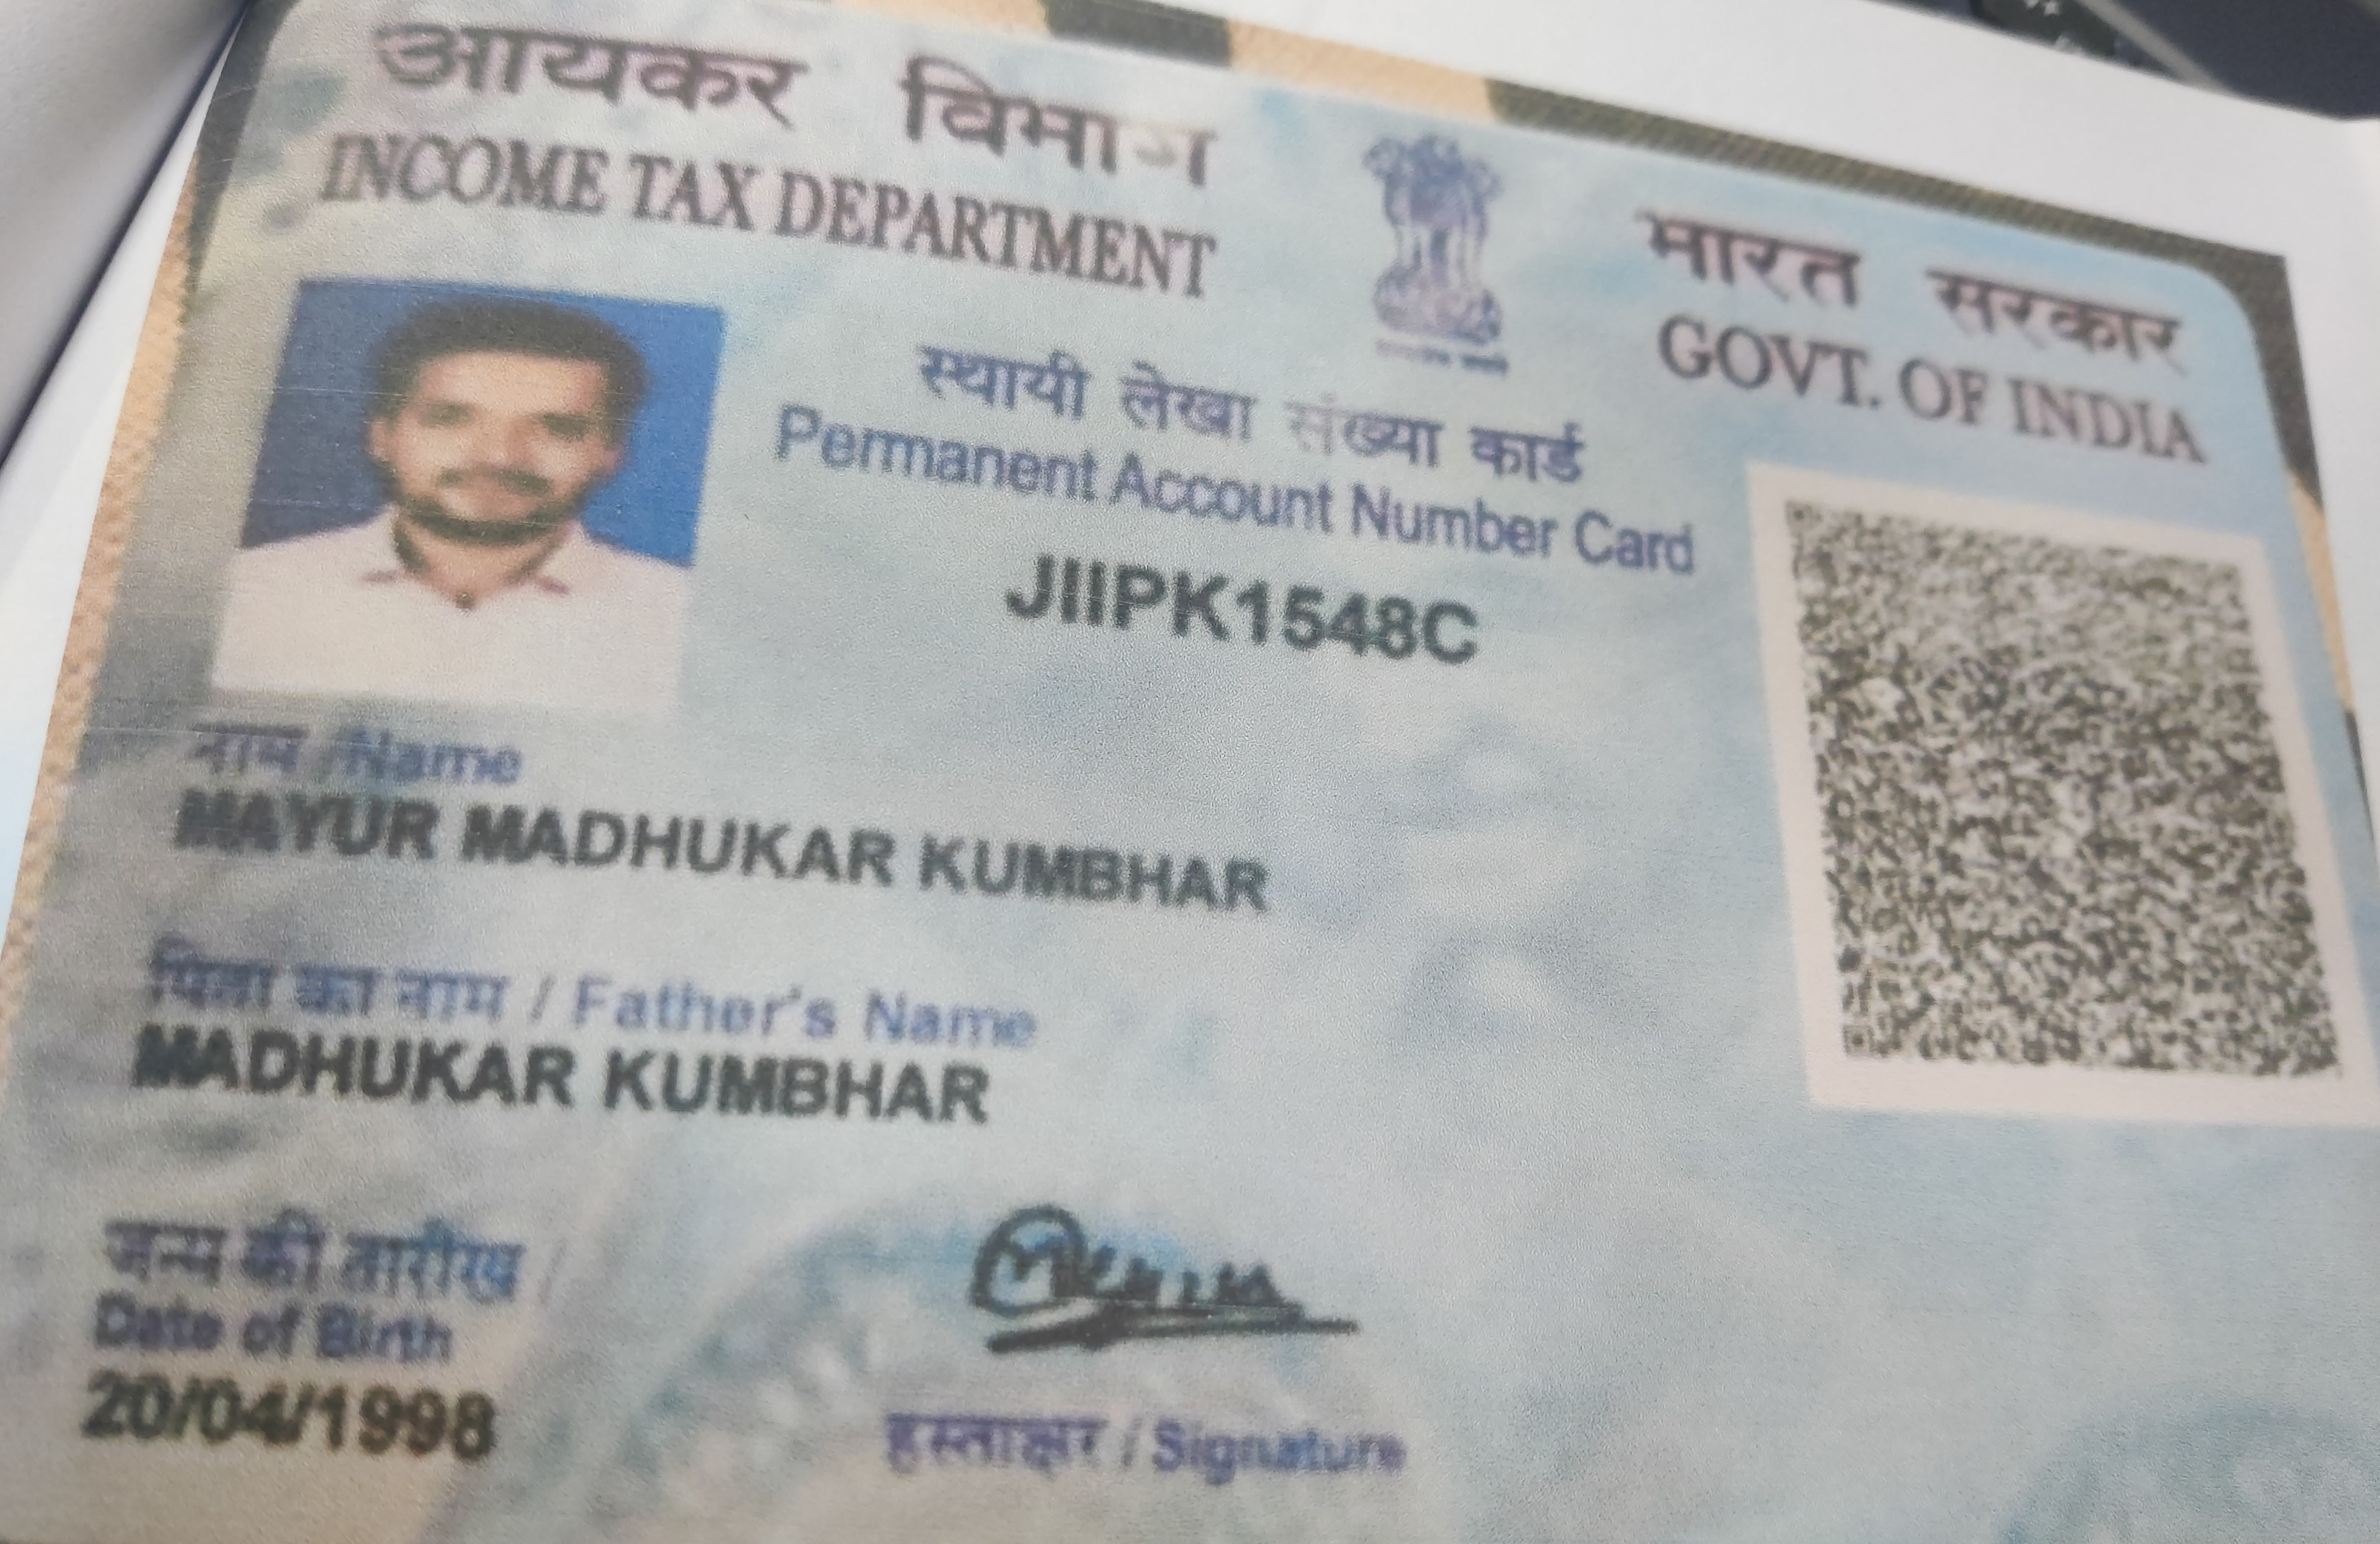 आयकर विभाग
INCOME TAX DEPARTMENT
भारत सरकार
GOVT. OF INDIA
स्थायी लेखा संख्या कार्ड
Permanent Account Number Card
JIIPK1548C
नाम /Name
MAYUR MADHUKAR KUMBHAR
पिता का नाम / Father's Name
MADHUKAR KUMBHAR
जन्म की तारीख /
Date of Birth
20/04/1998
हस्ताक्षर / Signature